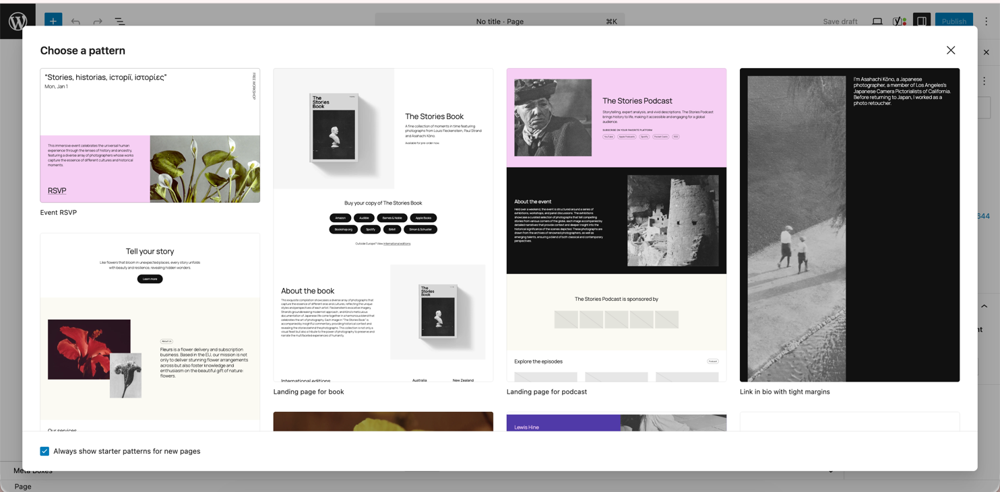 No title · Page
⌘K
Save draft
Publish
Choose a pattern
“Stories, historias, iсторії, iστορίες”
Mon, Jan 1
FREE WORKSHOP
This immersive event celebrates the universal human
experience through the lenses of history and ancestry,
featuring a diverse array of photographers whose works
capture the essence of different cultures and historical
moments.
RSVP
Event RSVP
Tell your story
Like flowers that bloom in unexpected places, every story unfolds
with beauty and resilience, revealing hidden wonders.
Learn more
About Us
Fleurs is a flower delivery and subscription
business. Based in the EU, our mission is not
only to deliver stunning flower arrangements
across but also foster knowledge and
enthusiasm on the beautiful gift of nature:
flowers.
Our services
The
Stories
Book
The Stories Book
A fine collection of moments in time featuring
photographs from Louis Fleckenstein, Paul Strand
and Asahachi Kōno.
Available for pre-order now.
Buy your copy of The Stories Book
Amazon
Audible
Barnes & Noble
Apple Books
Bookshop.org
Spotify
BAM!
Simon & Schuster
Outside Europe? View international editions.
About the book
This exquisite compilation showcases a diverse array of photographs that
capture the essence of different eras and cultures, reflecting the unique
styles and perspectives of each artist. Fleckenstein’s evocative imagery,
Strand’s groundbreaking modernist approach, and Kōno’s meticulous
documentation of Japanese life come together in a harmonious blend that
celebrates the art of photography. Each image in “The Stories Book” is
accompanied by insightful commentary, providing historical context and
revealing the stories behind the photographs. This collection is not only a
visual feast but also a tribute to the power of photography to preserve and
narrate the multifaceted experiences of humanity.
The
Stories
Book
International editions
Australia
New Zealand
Landing page for book
The Stories Podcast
Storytelling, expert analysis, and vivid descriptions. The Stories Podcast
brings history to life, making it accessible and engaging for a global
audience.
SUBSCRIBE ON YOUR FAVORITE PLATFORM
YouTube
Apple Podcasts
Spotify
Pocket Casts
RSS
About the event
Held over a weekend, the event is structured around a series of
exhibitions, workshops, and panel discussions. The exhibitions
showcase a curated selection of photographs that tell compelling
stories from various corners of the globe, each image accompanied by
detailed narratives that provide context and deeper insight into the
historical significance of the scenes depicted. These photographs are
drawn from the archives of renowned photographers, as well as
emerging talents, ensuring a blend of both classical and contemporary
perspectives.
The Stories Podcast is sponsored by
Explore the episodes
Podcast
Landing page for podcast
Lewis Hine
I’m Asahachi Kōno, a Japanese
photographer, a member of Los Angeles’s
Japanese Camera Pictorialists of California.
Before returning to Japan, I worked as a
photo retoucher.
Link in bio with tight margins
644
nt
Always show starter patterns for new pages
Meta Boxes
Page